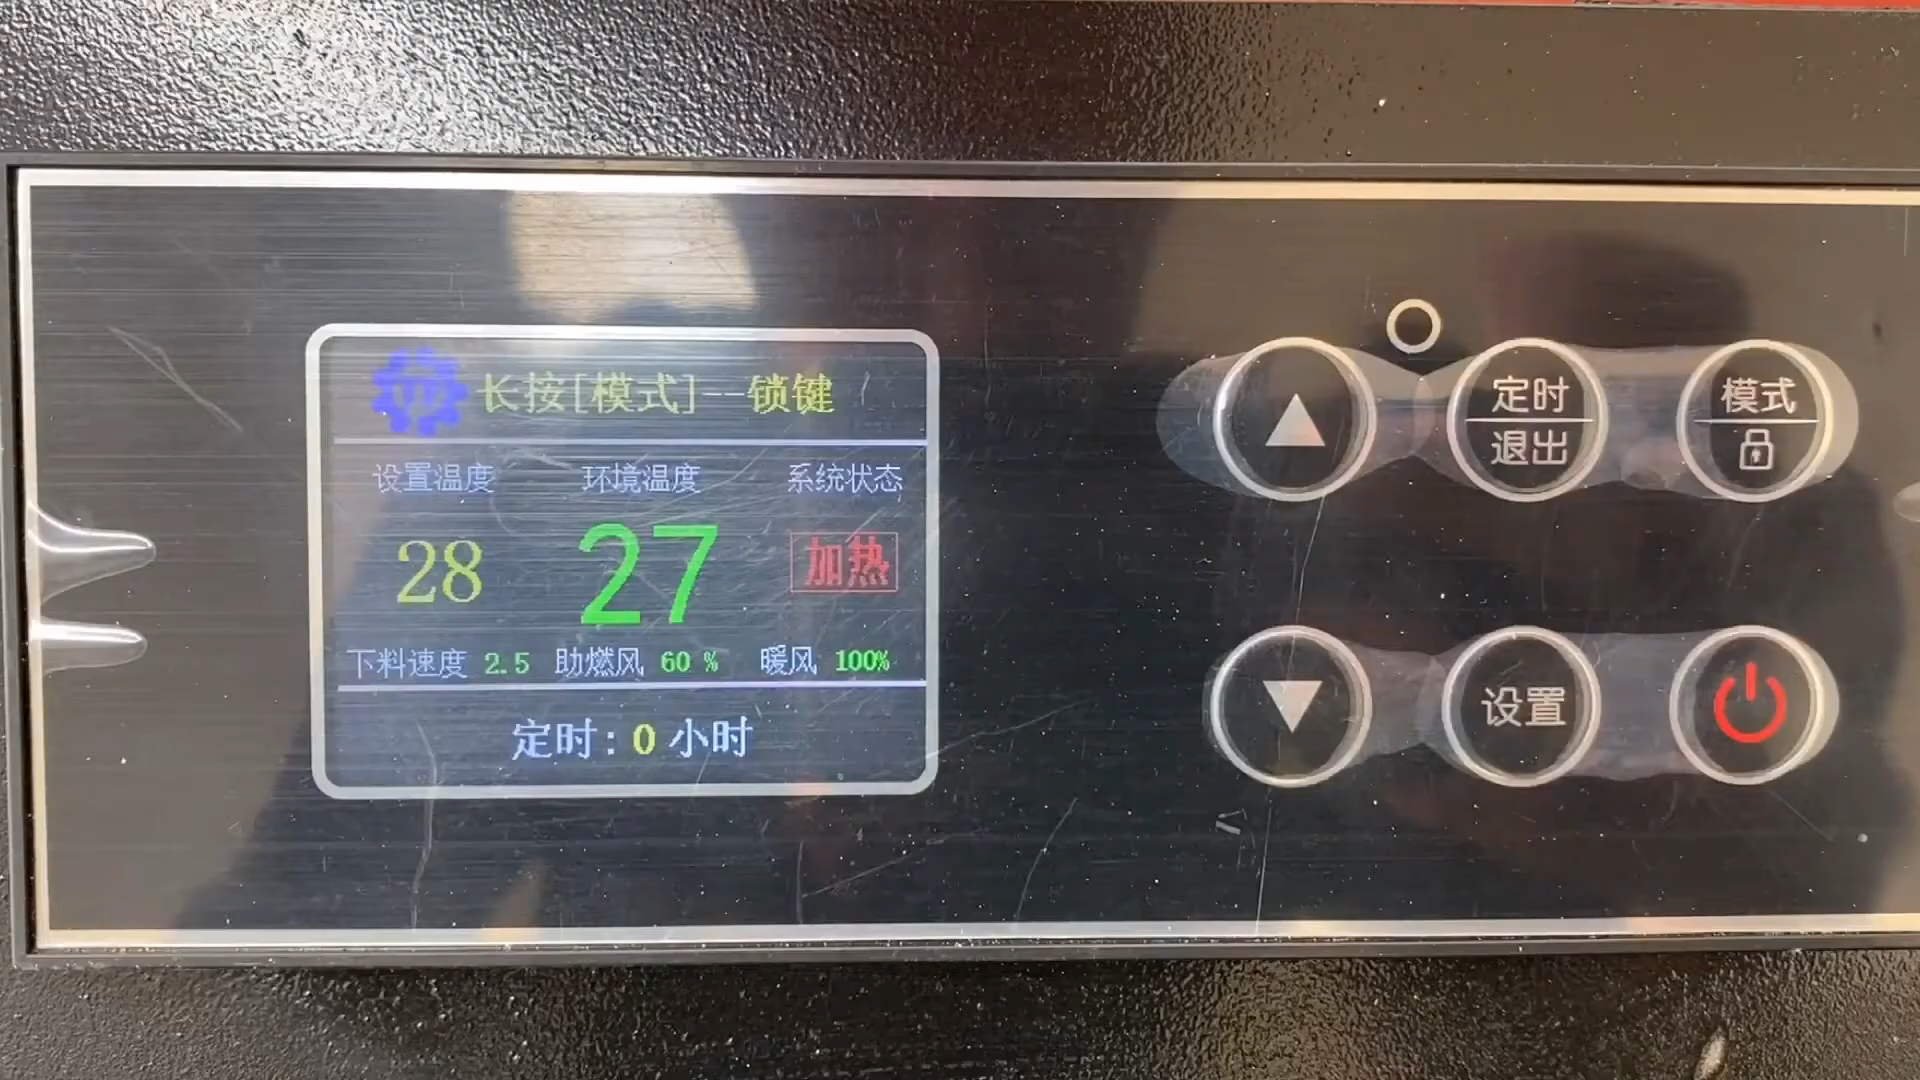 长按[模式]--锁键
设置温度 环境温度 系统状态
28 27 加热
下料速度 2.5 助燃风 60 % 暖风 100%
定时: 0 小时
定时
退出
模式
设置